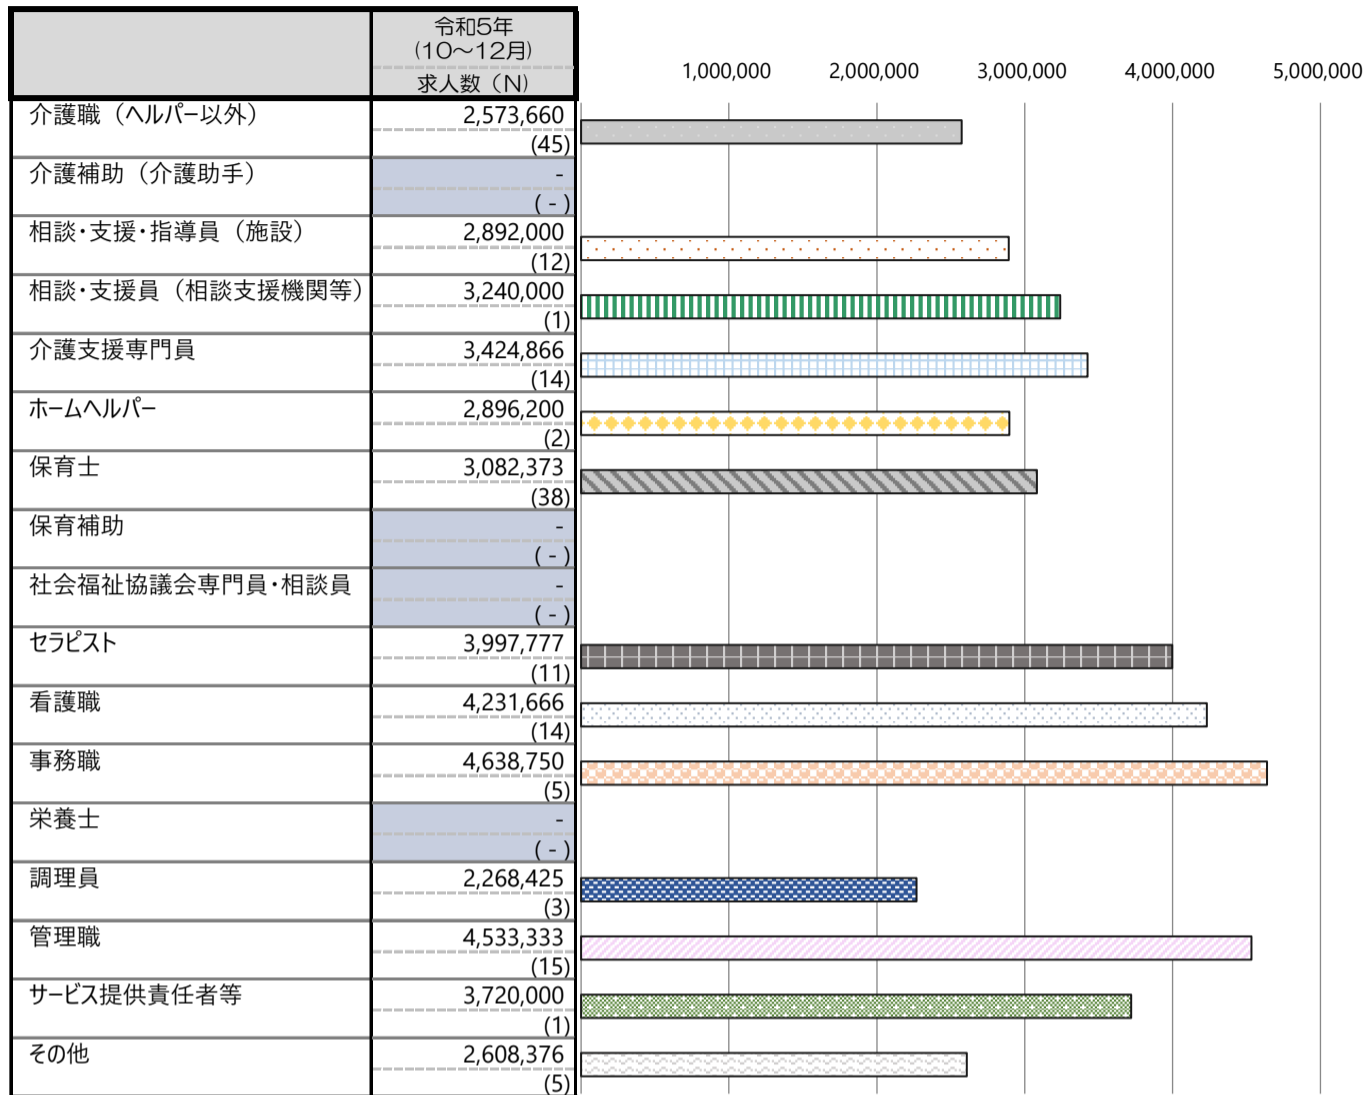 令和5年
(10～12月)
求人数（N）
1,000,000 2,000,000 3,000,000 4,000,000 5,000,000
介護職（ヘルパー以外） 2,573,660
(45)
介護補助（介護助手） -
( - )
相談・支援・指導員（施設） 2,892,000
(12)
相談・支援員（相談支援機関等） 3,240,000
(1)
介護支援専門員 3,424,866
(14)
ホームヘルパー 2,896,200
(2)
保育士 3,082,373
(38)
保育補助 -
( - )
社会福祉協議会専門員・相談員 -
( - )
セラピスト 3,997,777
(11)
看護職 4,231,666
(14)
事務職 4,638,750
(5)
栄養士 -
( - )
調理員 2,268,425
(3)
管理職 4,533,333
(15)
サービス提供責任者等 3,720,000
(1)
その他 2,608,376
(5)